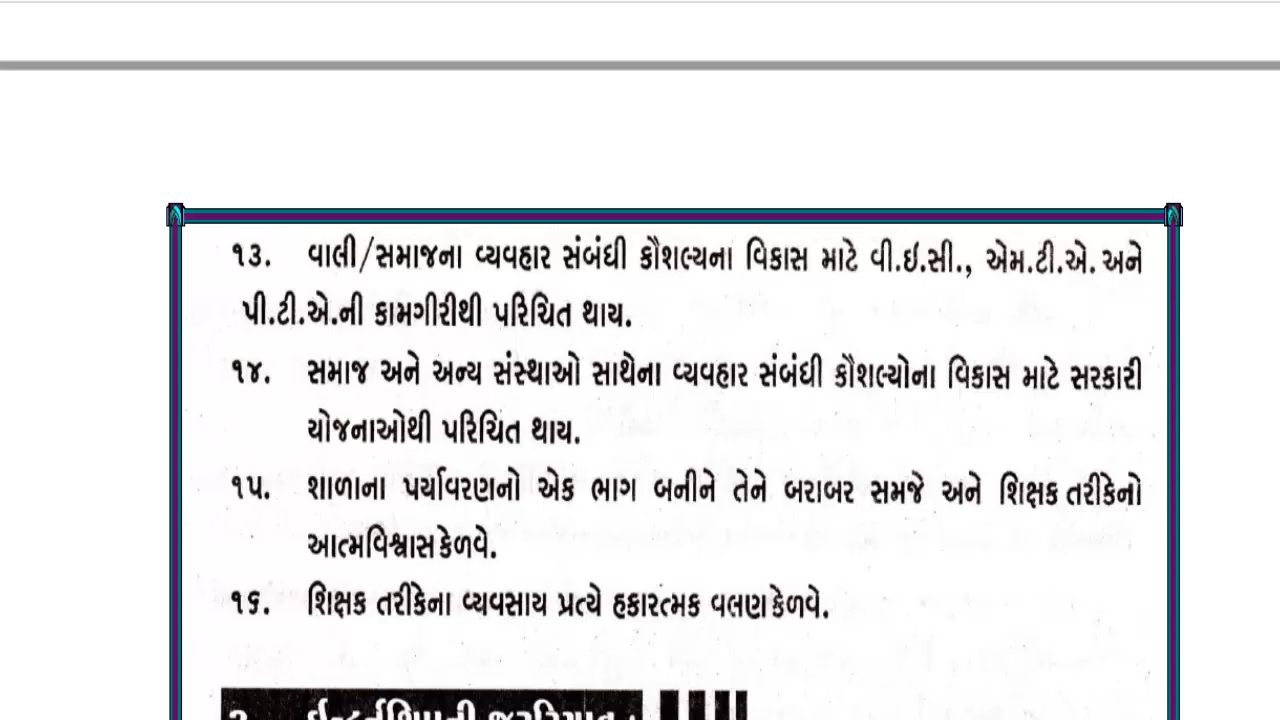 ૧૩. વાલી/સમાજના વ્યવહાર સંબંધી કૌશલ્યના વિકાસ માટે વી.ઇ.સી., એમ.ટી.એ. અને
પી.ટી.એ.ની કામગીરીથી પરિચિત થાય.
૧૪. સમાજ અને અન્ય સંસ્થાઓ સાથેના વ્યવહાર સંબંધી કૌશલ્યોના વિકાસ માટે સરકારી
યોજનાઓથી પરિચિત થાય.
૧૫. શાળાના પર્યાવરણનો એક ભાગ બનીને તેને બરાબર સમજે અને શિક્ષક તરીકેનો
આત્મવિશ્વાસ કેળવે.
૧૬. શિક્ષક તરીકેના વ્યવસાય પ્રત્યે હકારત્મક વલણ કેળવે.